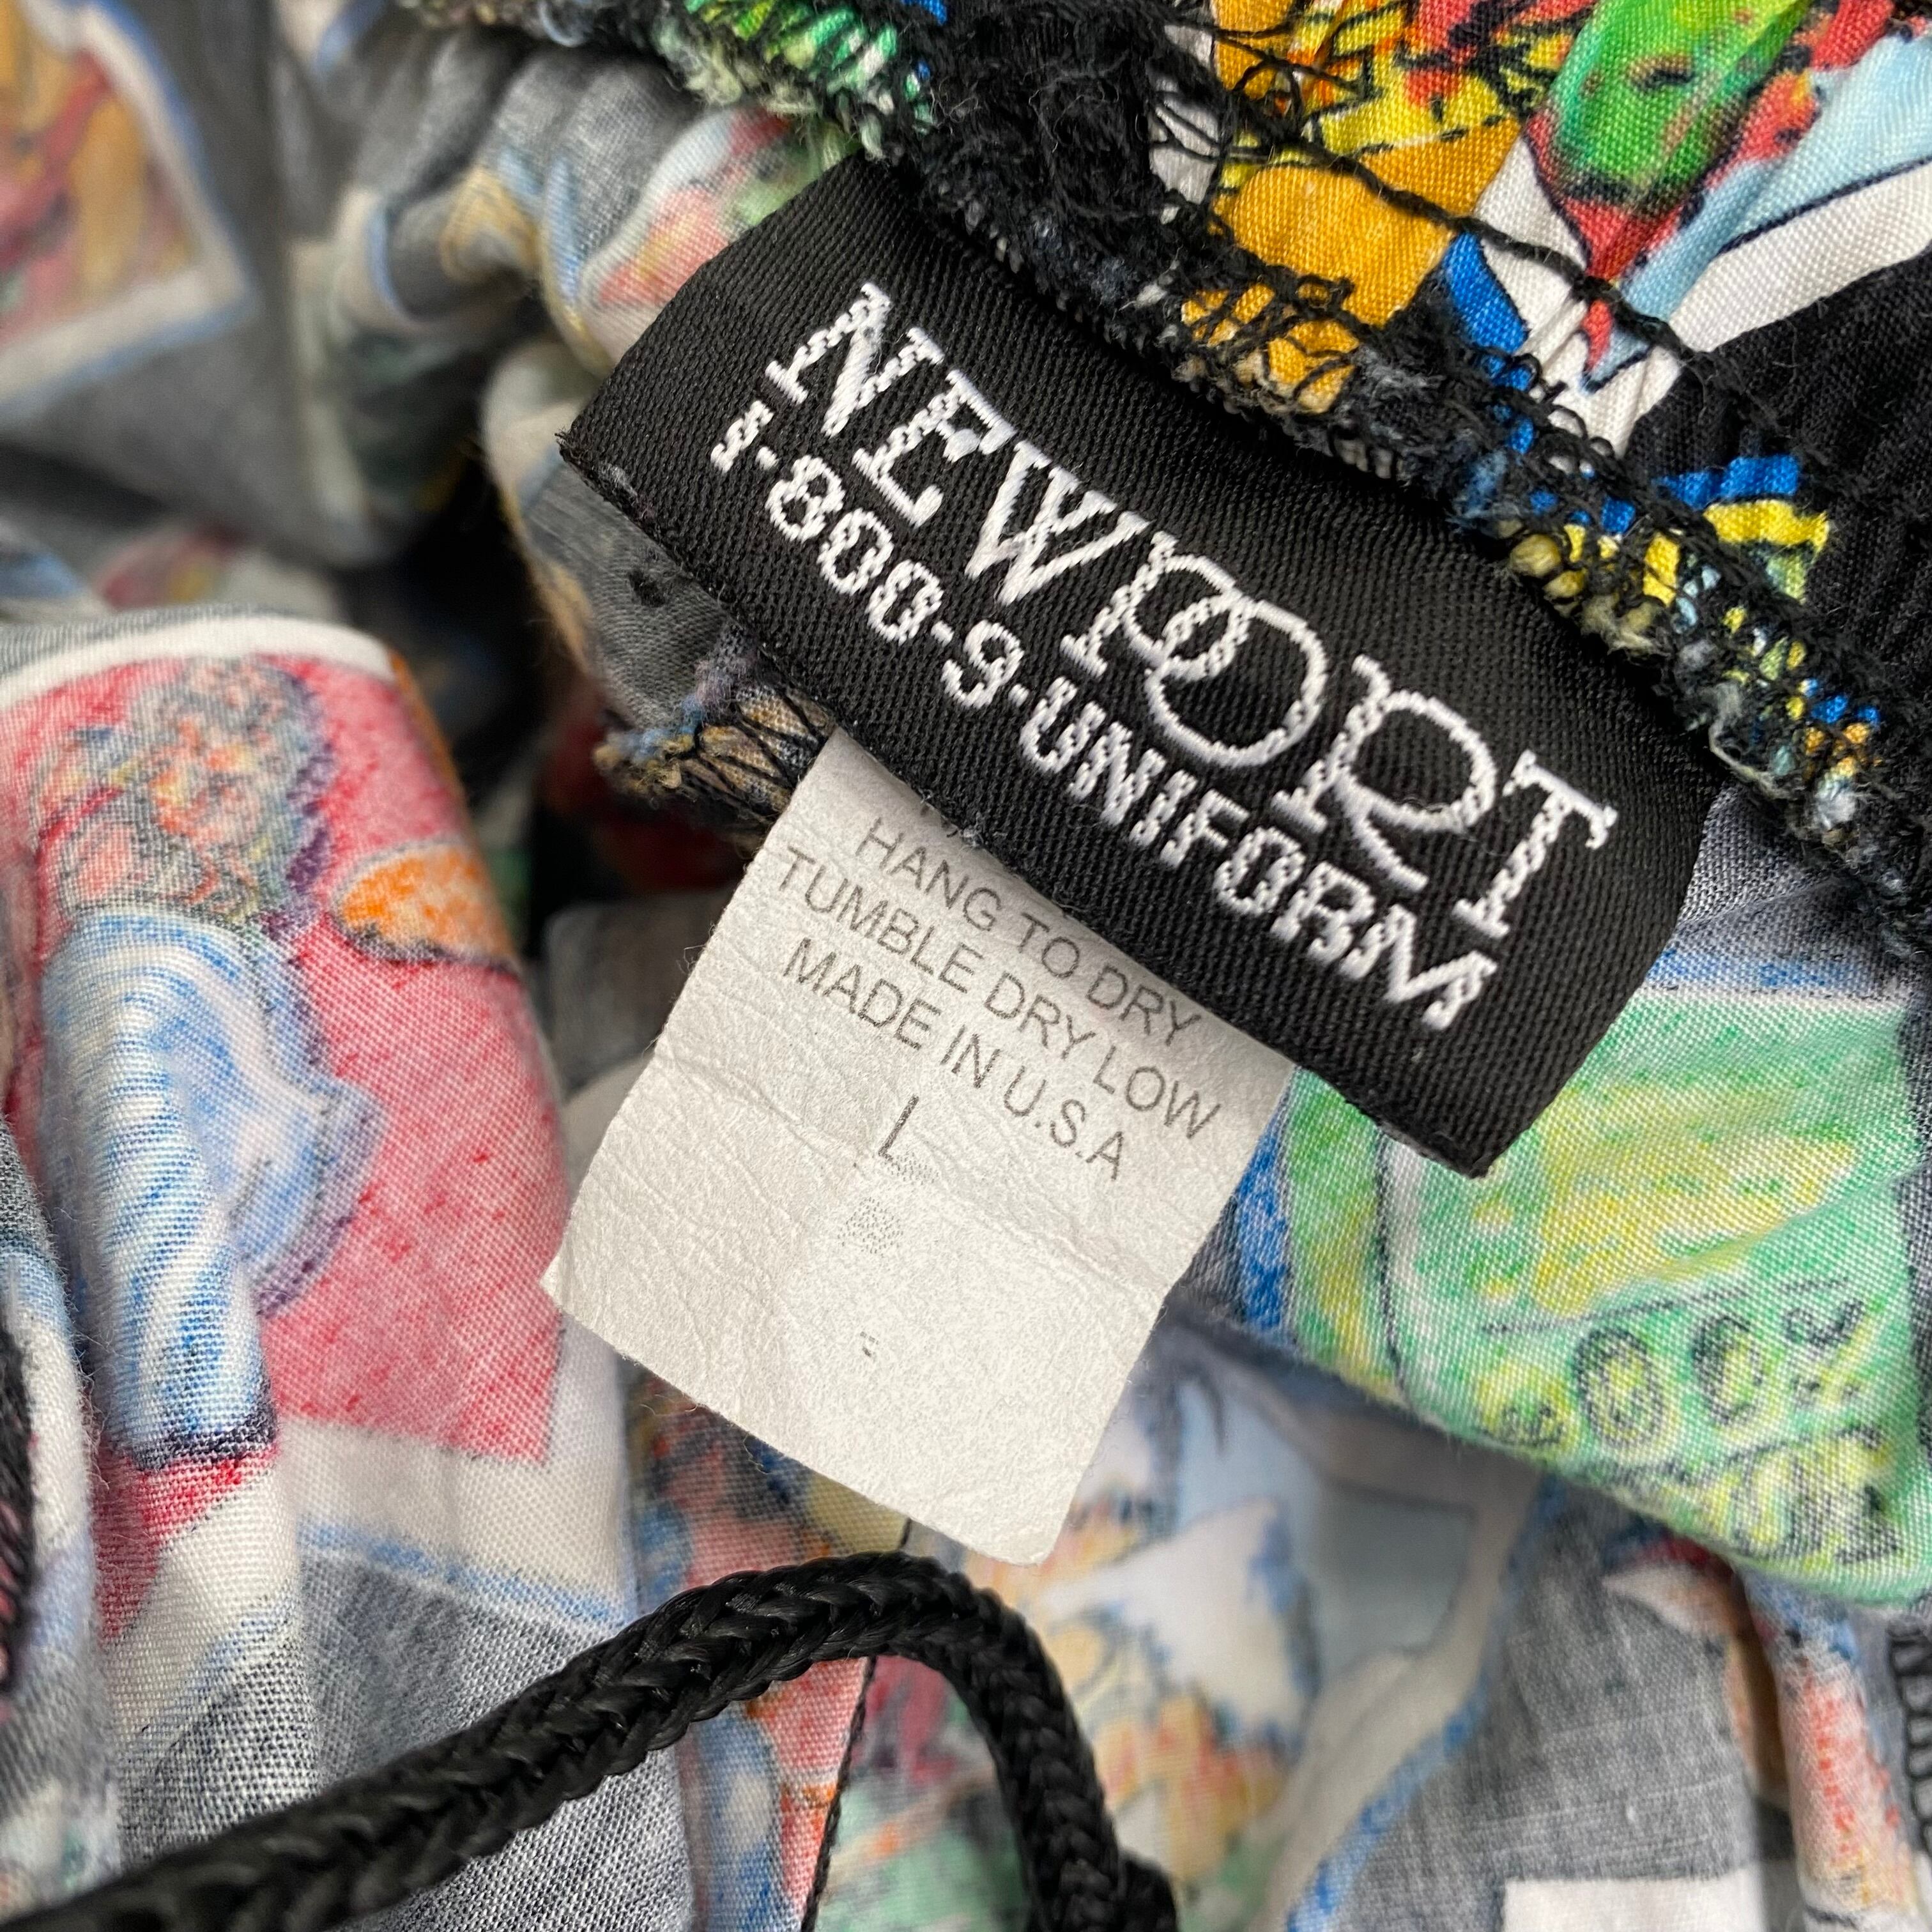 NEWPORT
1-800-9-UNIFORM
HANG TO DRY
TUMBLE DRY LOW
MADE IN U.S.A
L